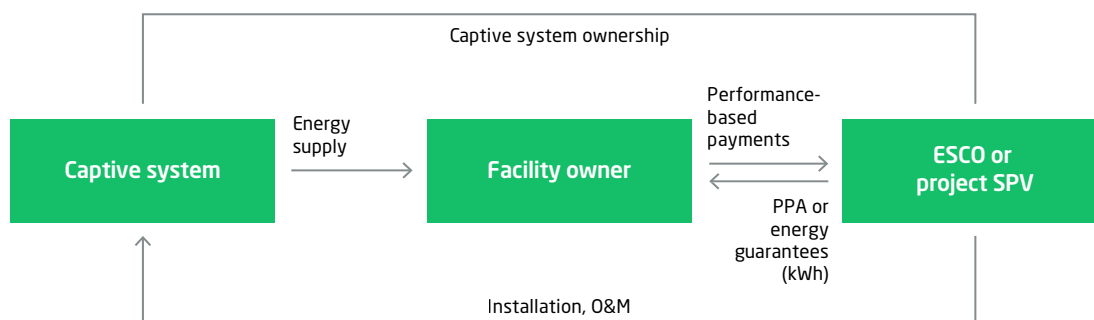 Captive system ownership
Captive system
Energy
supply
Facility owner
Performance-
based
payments
PPA or
energy
guarantees
(kWh)
ESCO or
project SPV
Installation, O&M